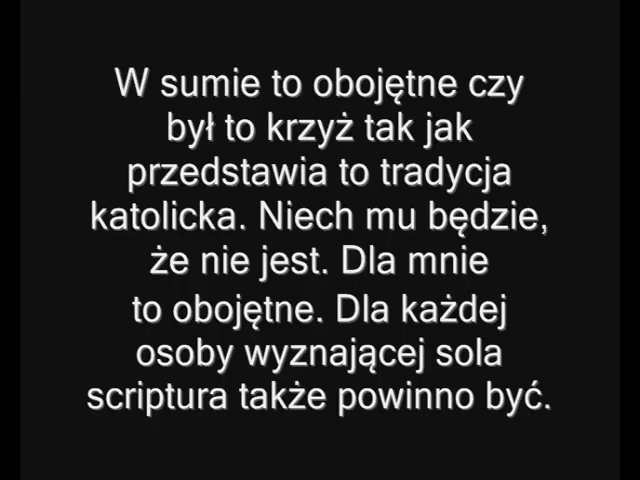 W sumie to obojętne czy
był to krzyż tak jak
przedstawia to tradycja
katolicka. Niech mu będzie,
że nie jest. Dla mnie
to obojętne. Dla każdej
osoby wyznającej sola
scriptura także powinno być.